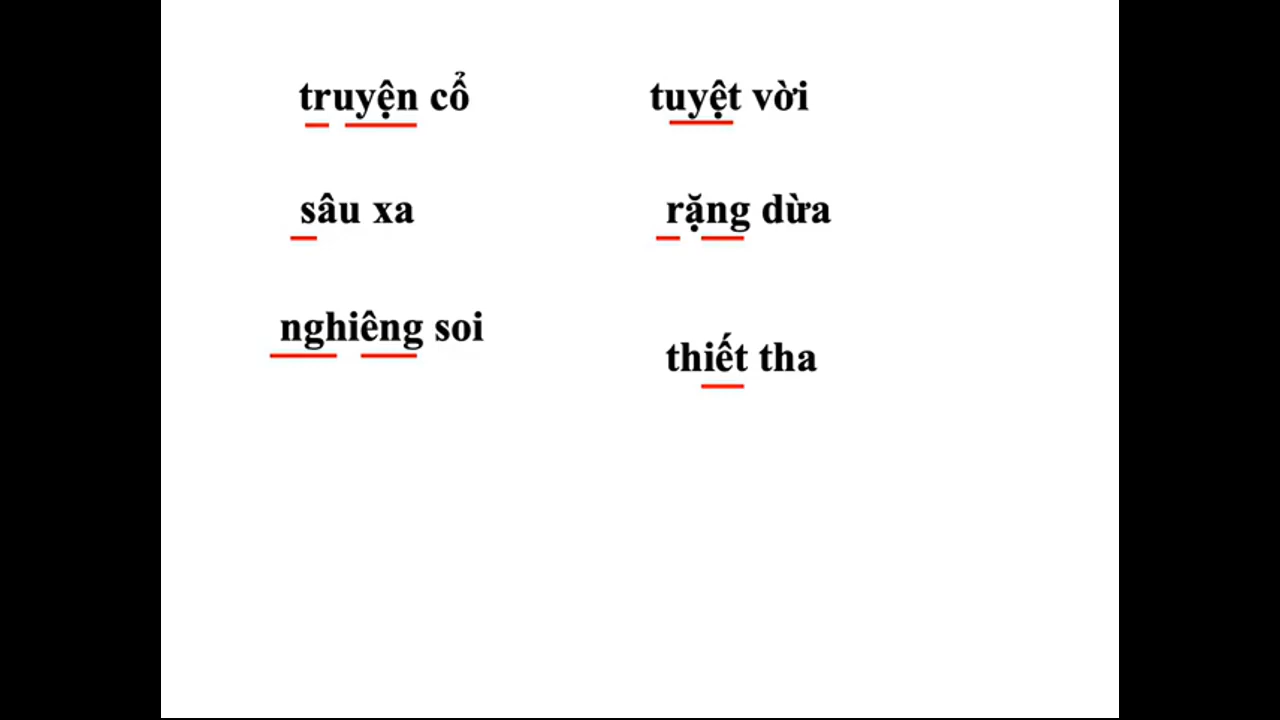 truyện cổ
tuyệt vời
sâu xa
rặng dừa
nghiêng soi
thiết tha